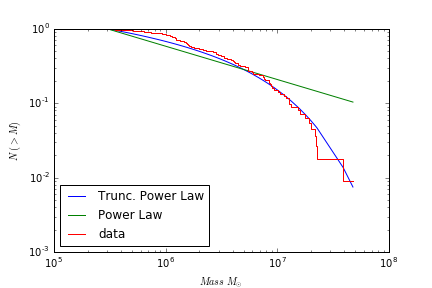 10^0
10^-1
10^-2
10^-3
N (>M)
Trunc. Power Law
Power Law
data
10^5 10^6 10^7 10^8
Mass M_⊙